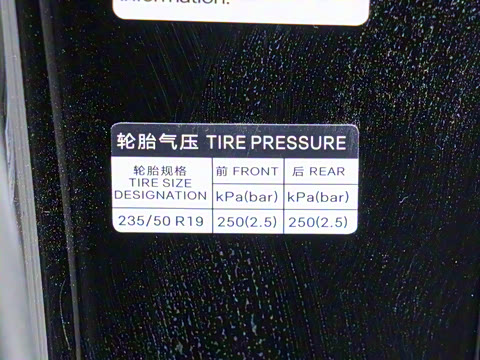 information.
轮胎气压 TIRE PRESSURE
轮胎规格
TIRE SIZE
DESIGNATION
前 FRONT
后 REAR
kPa(bar)
kPa(bar)
235/50 R19
250(2.5)
250(2.5)